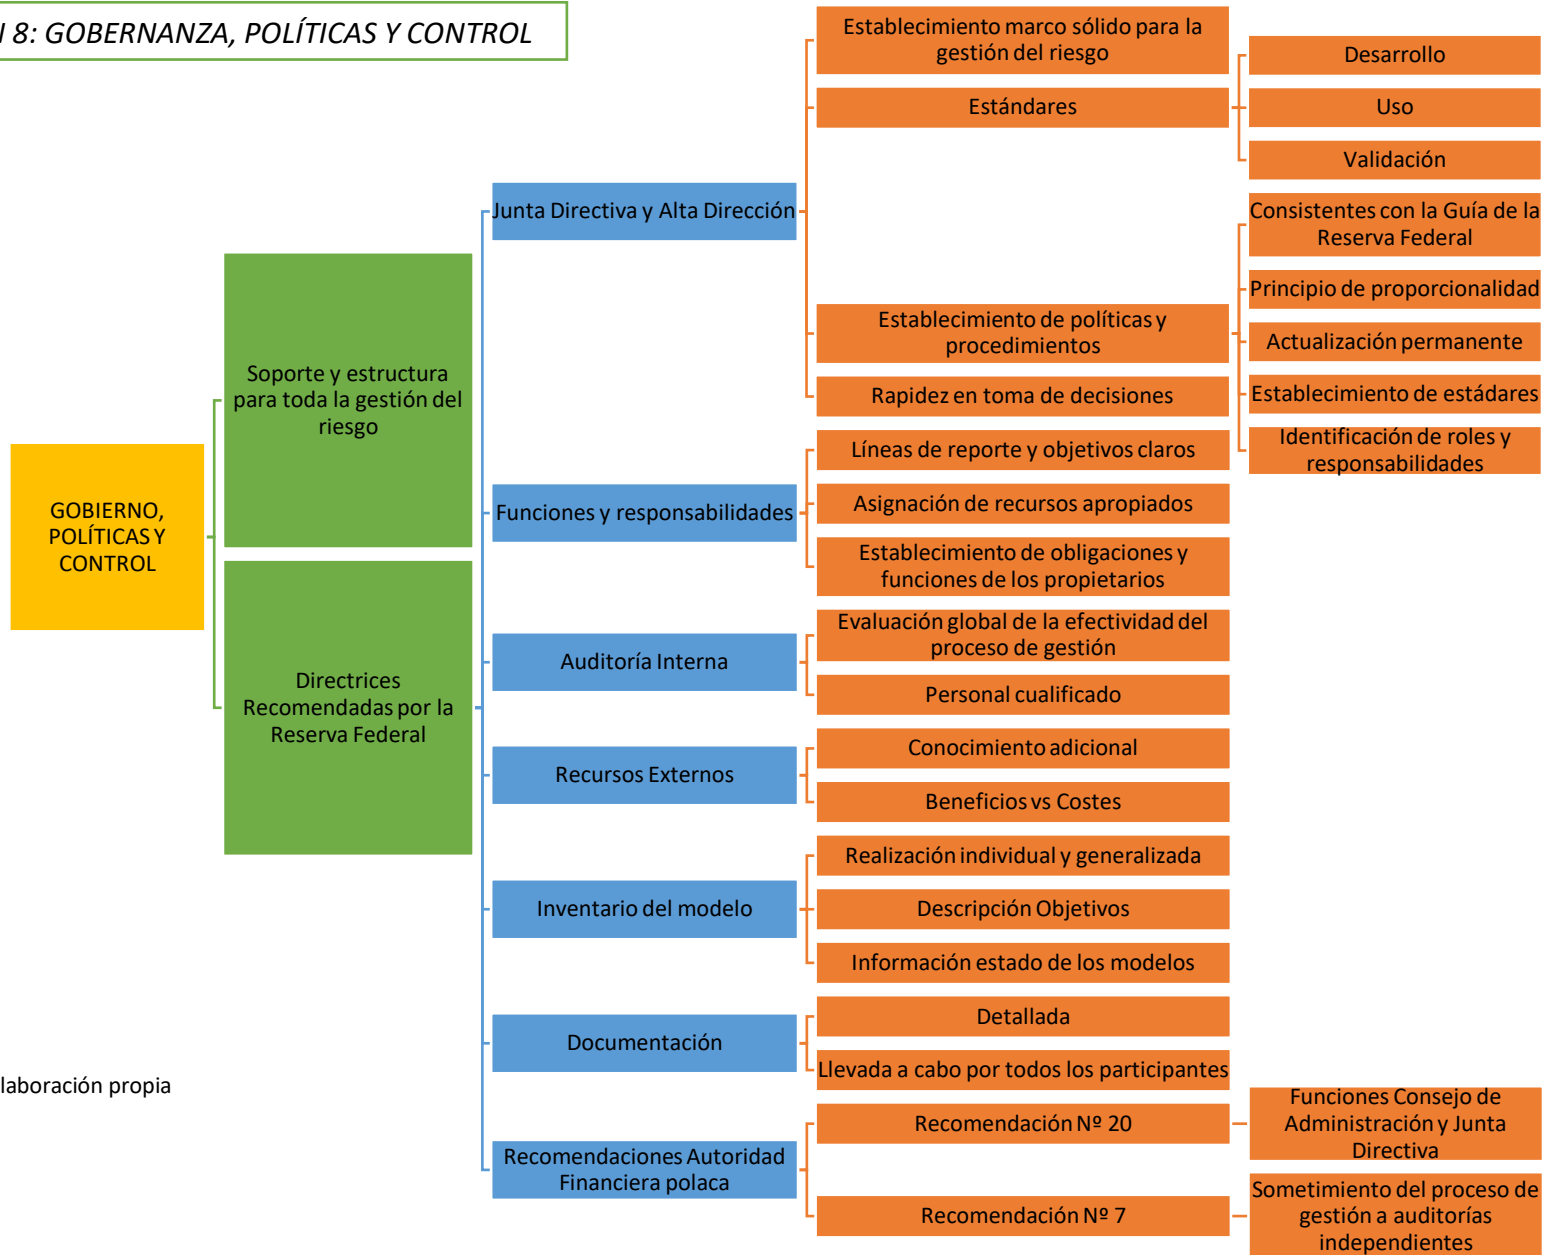 8: GOBERNANZA, POLÍTICAS Y CONTROL
GOBIERNO,
POLÍTICAS Y
CONTROL
Soporte y estructura
para toda la gestión del
riesgo
Directrices
Recomendadas por la
Reserva Federal
Junta Directiva y Alta Dirección
Establecimiento marco sólido para la
gestión del riesgo
Estándares
Desarrollo
Uso
Validación
Establecimiento de políticas y
procedimientos
Consistentes con la Guía de la
Reserva Federal
Principio de proporcionalidad
Actualización permanente
Establecimiento de estádares
Identificación de roles y
responsabilidades
Rapidez en toma de decisiones
Funciones y responsabilidades
Líneas de reporte y objetivos claros
Asignación de recursos apropiados
Establecimiento de obligaciones y
funciones de los propietarios
Auditoría Interna
Evaluación global de la efectividad del
proceso de gestión
Personal cualificado
Recursos Externos
Conocimiento adicional
Beneficios vs Costes
Inventario del modelo
Realización individual y generalizada
Descripción Objetivos
Información estado de los modelos
Documentación
Detallada
Llevada a cabo por todos los participantes
Recomendaciones Autoridad
Financiera polaca
Recomendación Nº 20
Funciones Consejo de
Administración y Junta
Directiva
Recomendación Nº 7
Sometimiento del proceso de
gestión a auditorías
independientes
laboración propia